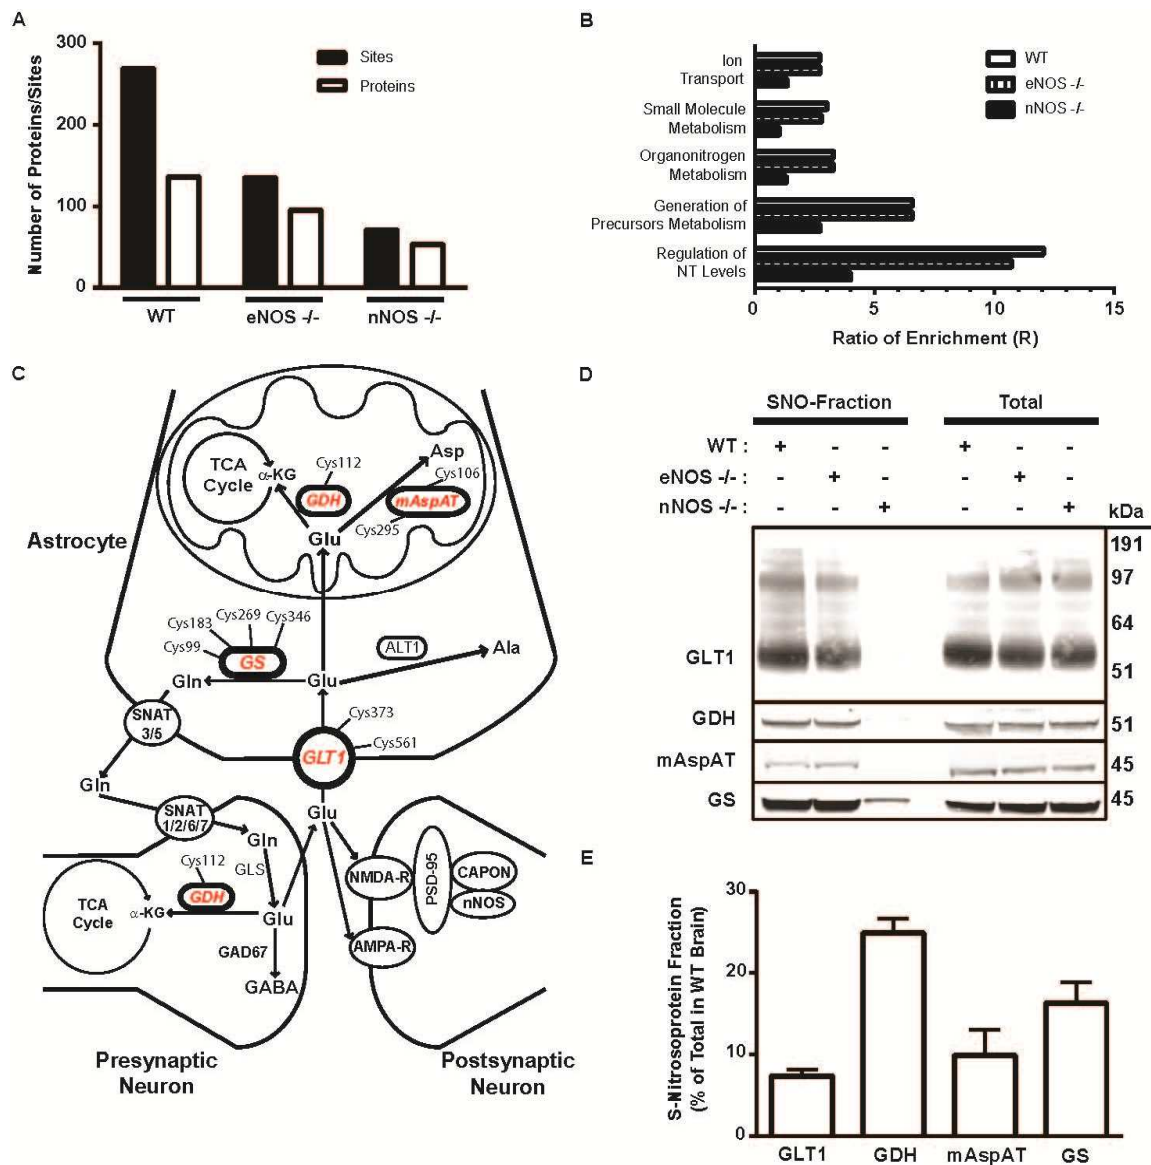 A
300
200
100
0
Number of Proteins/Sites
Sites
Proteins
WT
eNOS -/-
nNOS -/-
B
Ion
Transport
Small Molecule
Metabolism
Organonitrogen
Metabolism
Generation of
Precursors Metabolism
Regulation of
NT Levels
WT
eNOS -/-
nNOS -/-
0
5
10
15
Ratio of Enrichment (R)
C
Astrocyte
TCA
Cycle
α-KG
Cys112
GDH
Asp
Cys106
mAspAT
Cys295
Glu
Cys269
Cys183
Cys346
Cys99
GS
ALT1
Ala
Gln
Glu
SNAT
3/5
Cys373
Cys561
GLT1
Gln
Glu
SNAT
1/2/6/7
Gln
Cys112
GLS
GDH
TCA
Cycle
α-KG
Glu
GAD67
GABA
NMDA-R
PSD-95
CAPON
nNOS
AMPA-R
Presynaptic
Neuron
Postsynaptic
Neuron
D
SNO-Fraction
Total
WT : + - - + - -
eNOS -/- : - + - - + -
nNOS -/- : - - + - - +
kDa
191
97
64
GLT1
51
GDH
51
mAspAT
45
GS
45
E
30
20
10
0
S-Nitrosoprotein Fraction
(% of Total in WT Brain)
GLT1
GDH
mAspAT
GS